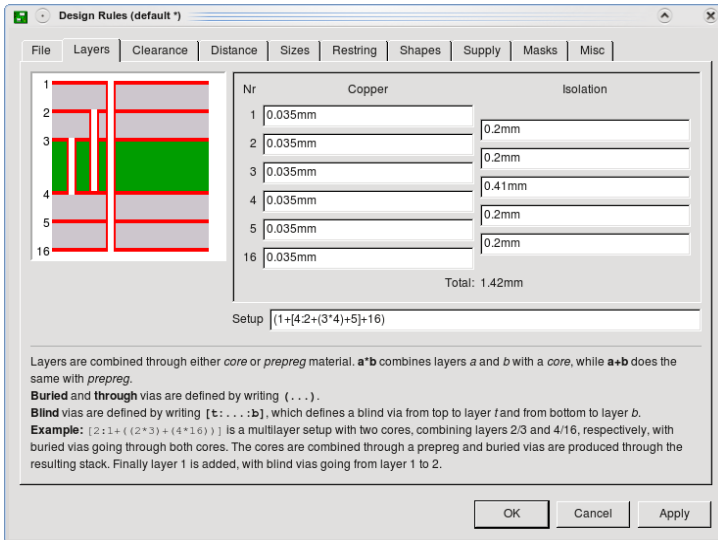 Design Rules (default *)
File Layers Clearance Distance Sizes Restring Shapes Supply Masks Misc
Nr Copper Isolation
1
2
3
4
5
16
1 0.035mm
0.2mm
2 0.035mm
0.2mm
3 0.035mm
0.41mm
4 0.035mm
0.2mm
5 0.035mm
0.2mm
16 0.035mm
Total: 1.42mm
Setup (1+[4:2+(3*4)+5]+16)
Layers are combined through either core or prepreg material. a*b combines layers a and b with a core, while a+b does the
same with prepreg.
Buried and through vias are defined by writing (...).
Blind vias are defined by writing [t:...:b], which defines a blind via from top to layer t and from bottom to layer b.
Example: [2:1+((2*3)+(4*16))] is a multilayer setup with two cores, combining layers 2/3 and 4/16, respectively, with
buried vias going through both cores. The cores are combined through a prepreg and buried vias are produced through the
resulting stack. Finally layer 1 is added, with blind vias going from layer 1 to 2.
OK Cancel Apply